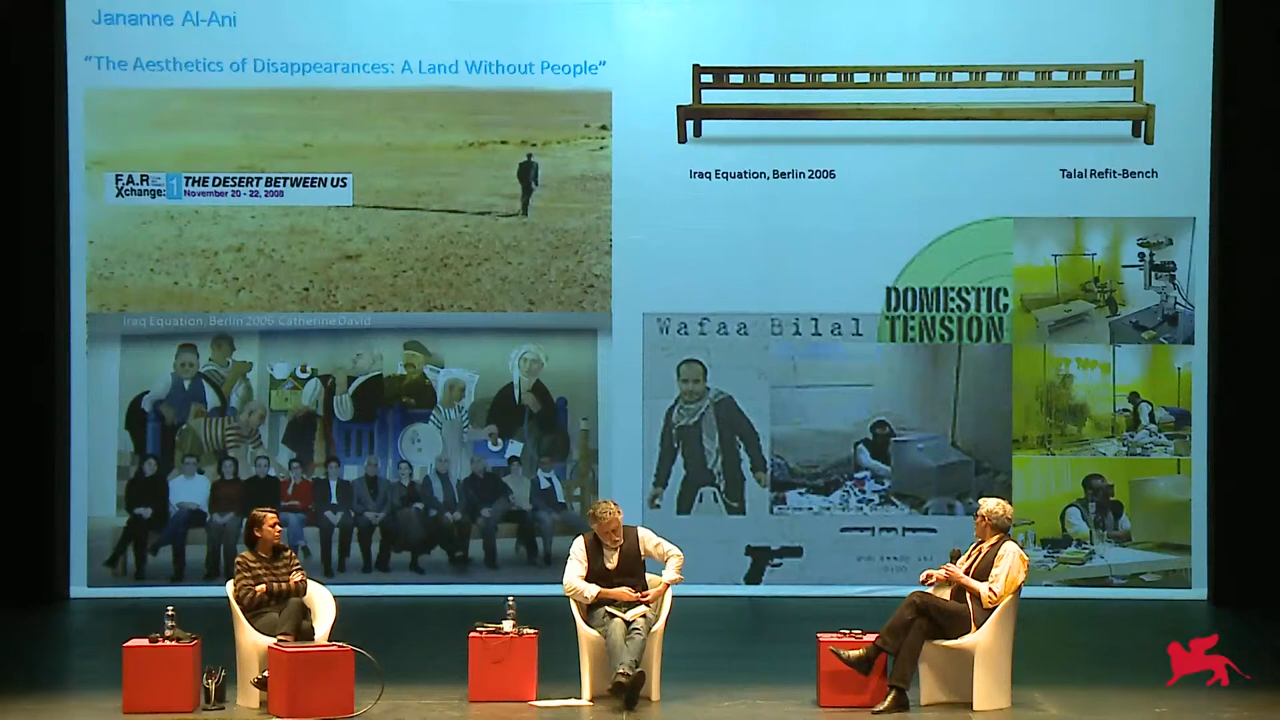 Jananne Al-Ani
"The Aesthetics of Disappearances: A Land Without People"
F.A.R
Xchange: 1
THE DESERT BETWEEN US
November 20 - 22, 2008
Iraq Equation, Berlin 2006 Catherine David
Iraq Equation, Berlin 2006
Talal Refit-Bench
DOMESTIC
TENSION
Wafaa Bilal